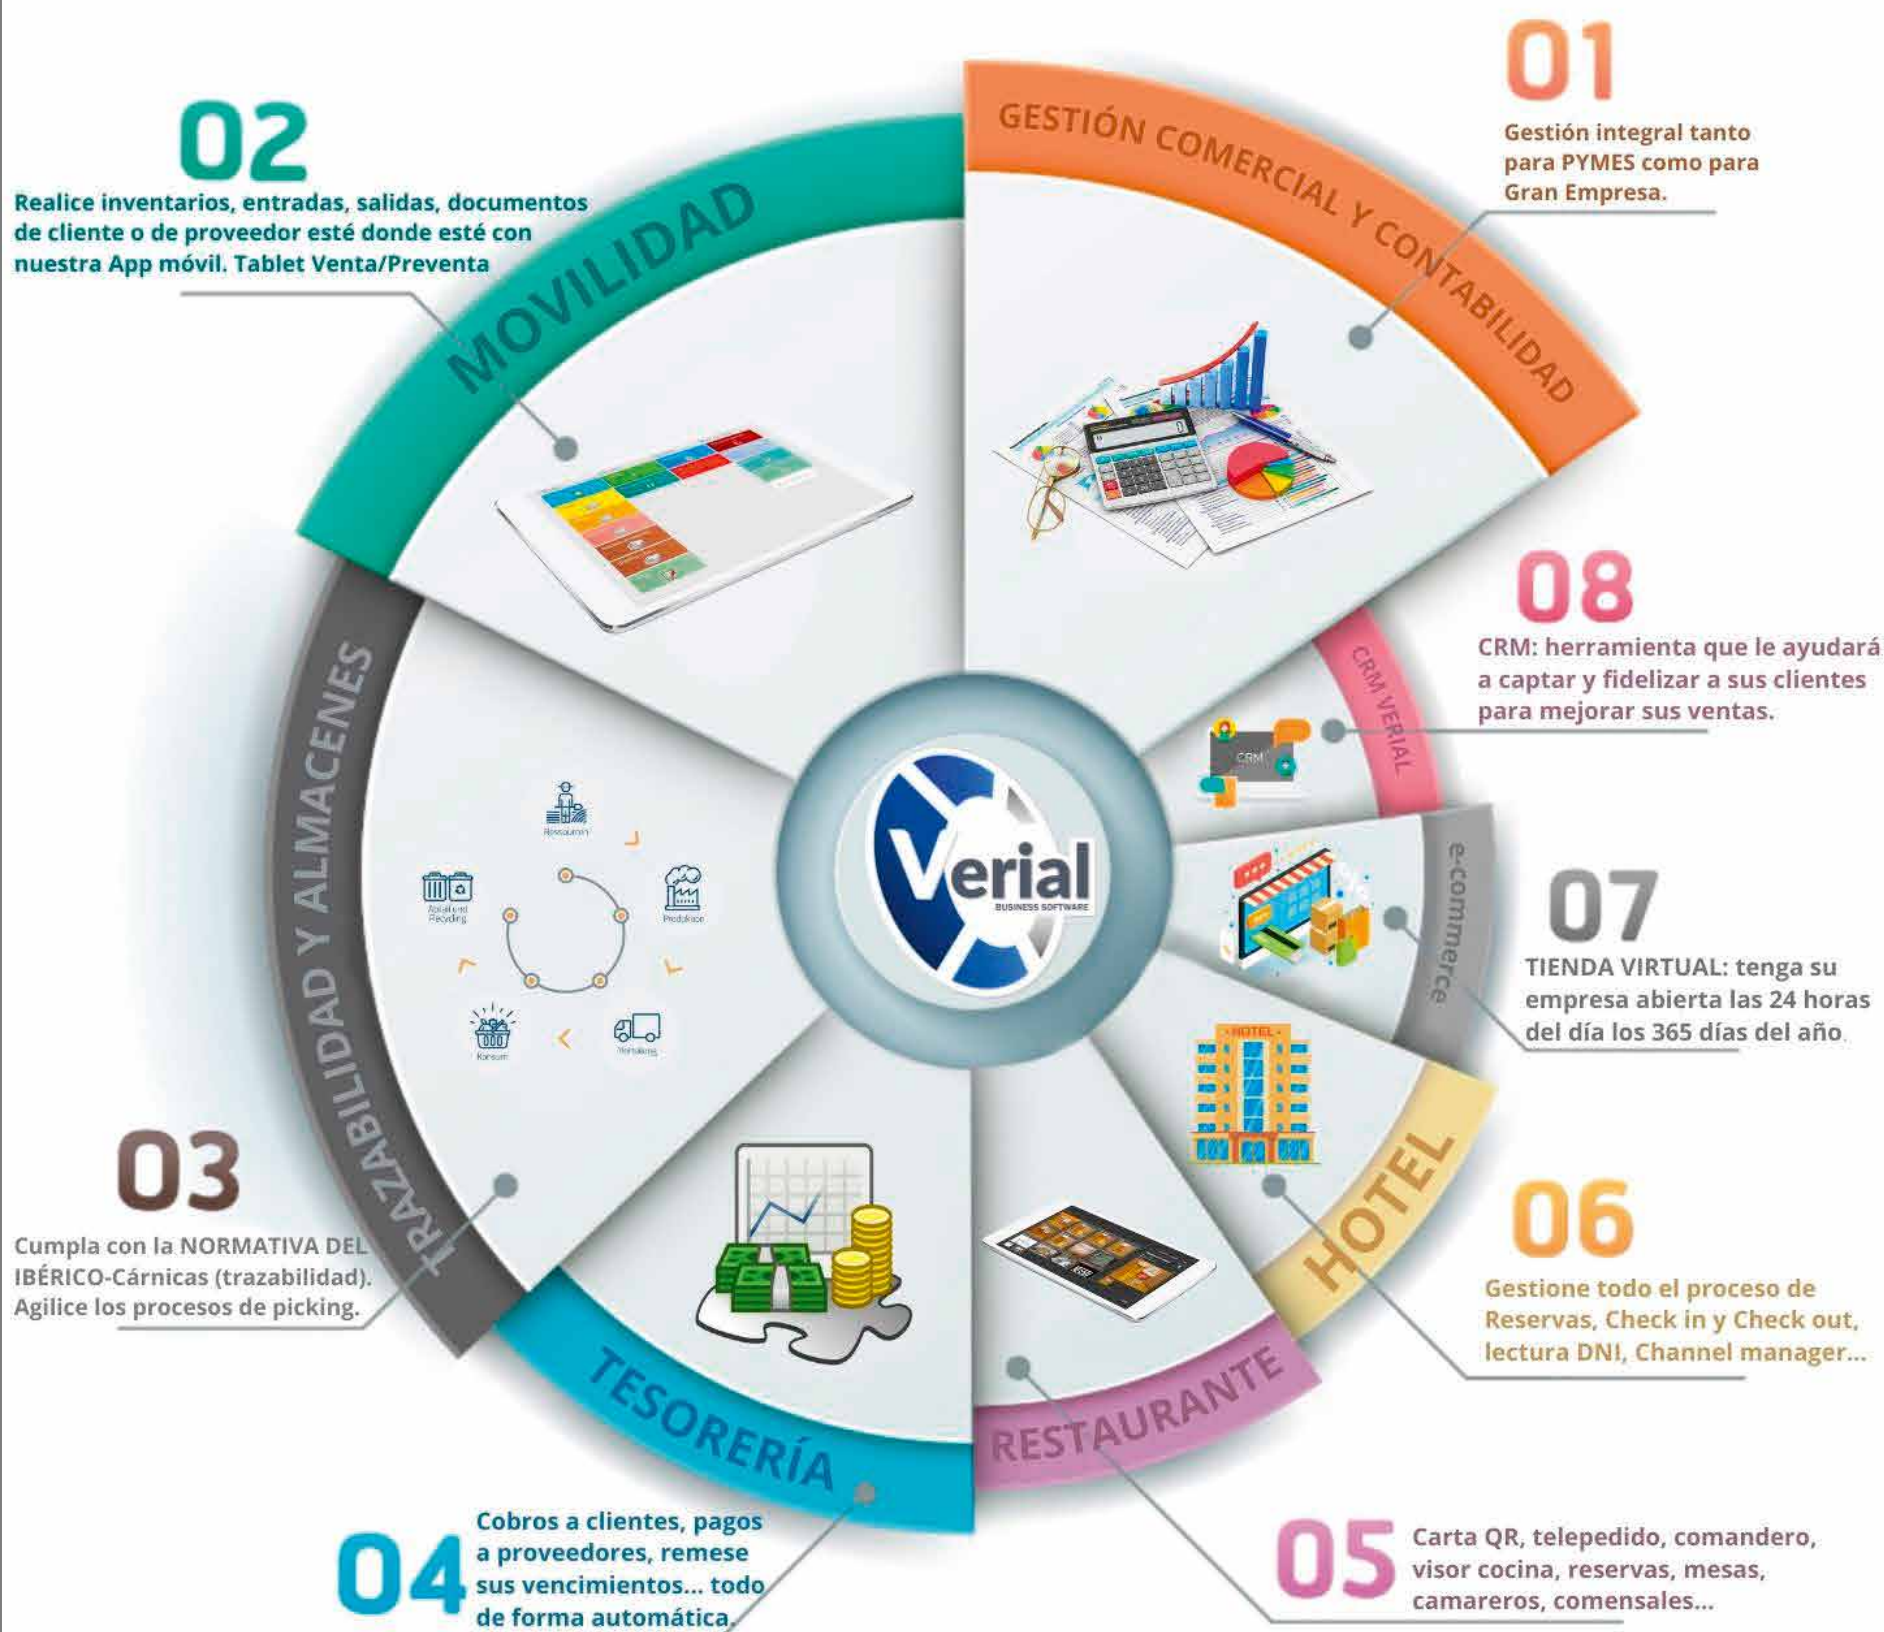 01
Gestión integral tanto
para PYMES como para
Gran Empresa.
GESTIÓN COMERCIAL Y CONTABILIDAD
02
Realice inventarios, entradas, salidas, documentos
de cliente o de proveedor esté donde esté con
nuestra App móvil. Tablet Venta/Preventa
MOVILIDAD
03
Cumpla con la NORMATIVA DEL
IBÉRICO-Cárnicas (trazabilidad).
Agilice los procesos de picking.
TRAZABILIDAD Y ALMACENES
Ressourcen
Produktion
Konsum
Abfall und
Recycling
04
Cobros a clientes, pagos
a proveedores, remese
sus vencimientos... todo
de forma automática.
TESORERÍA
05
Carta QR, telepedido, comandero,
visor cocina, reservas, mesas,
camareros, comensales...
RESTAURANTE
06
Gestione todo el proceso de
Reservas, Check in y Check out,
lectura DNI, Channel manager...
HOTEL
HOTEL
07
TIENDA VIRTUAL: tenga su
empresa abierta las 24 horas
del día los 365 días del año.
e-commerce
08
CRM: herramienta que le ayudará
a captar y fidelizar a sus clientes
para mejorar sus ventas.
CRM VERIAL
CRM
Verial
BUSINESS SOFTWARE